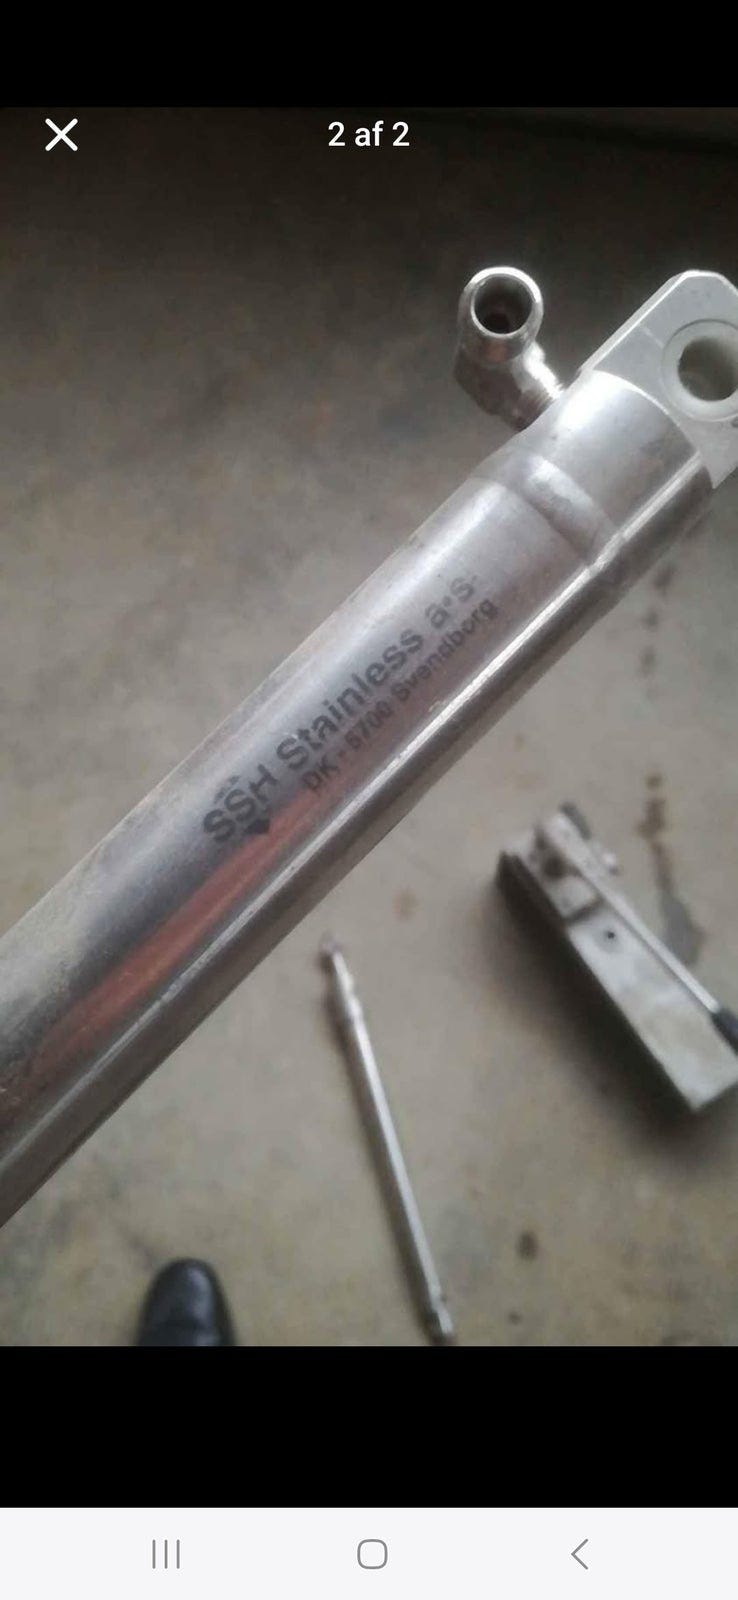 2 af 2
SSH Stainless a·s
DK - 5700 Svendborg